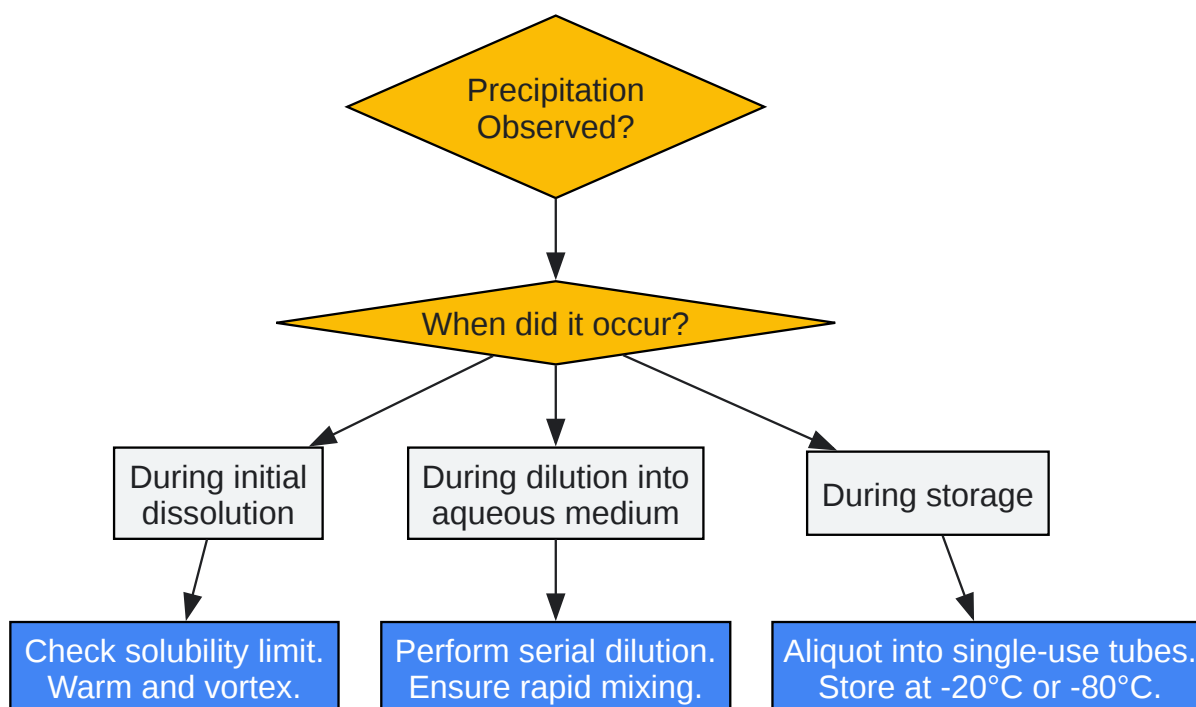 Precipitation
Observed?
When did it occur?
During initial
dissolution
During dilution into
aqueous medium
During storage
Check solubility limit.
Warm and vortex.
Perform serial dilution.
Ensure rapid mixing.
Aliquot into single-use tubes.
Store at -20°C or -80°C.